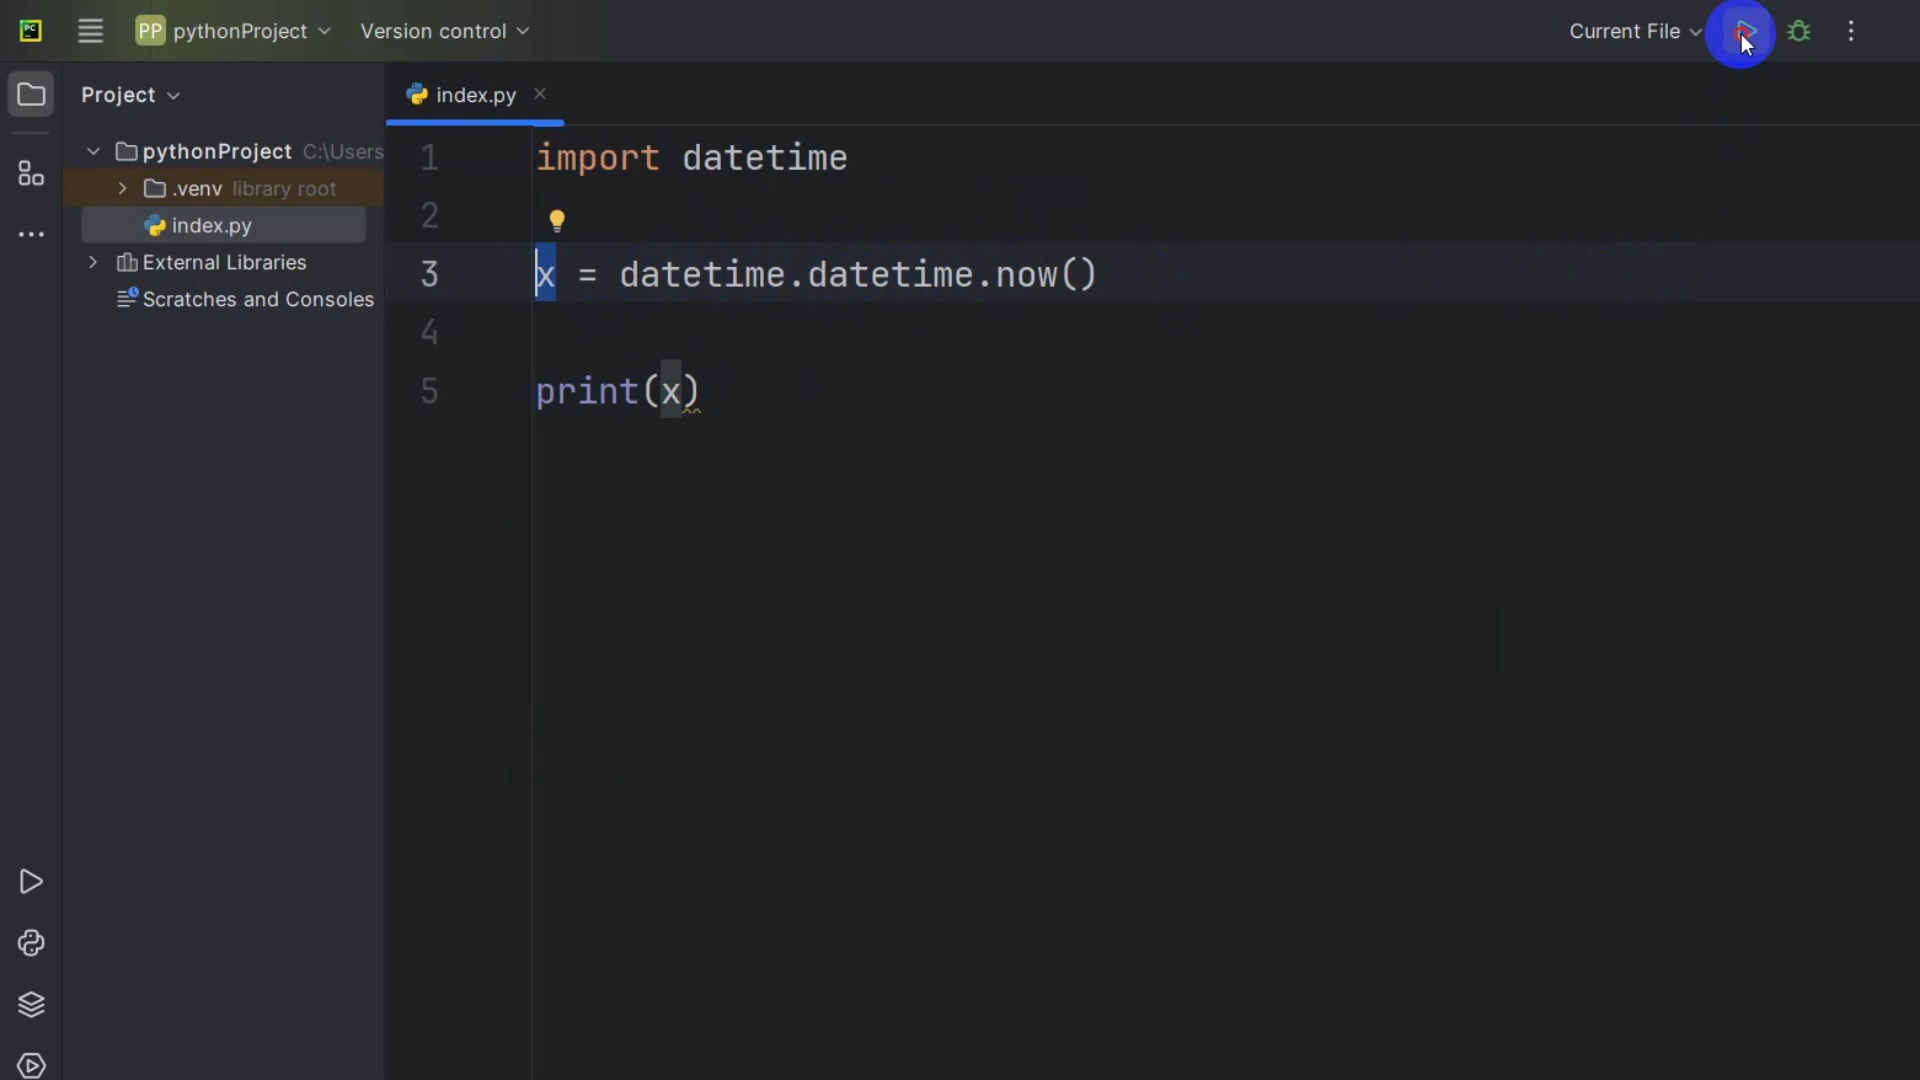 PC
PP pythonProject
Version control
Current File
Project
index.py
pythonProject C:\Users
.venv library root
index.py
External Libraries
Scratches and Consoles
1 import datetime
2
3 x = datetime.datetime.now()
4
5 print(x)